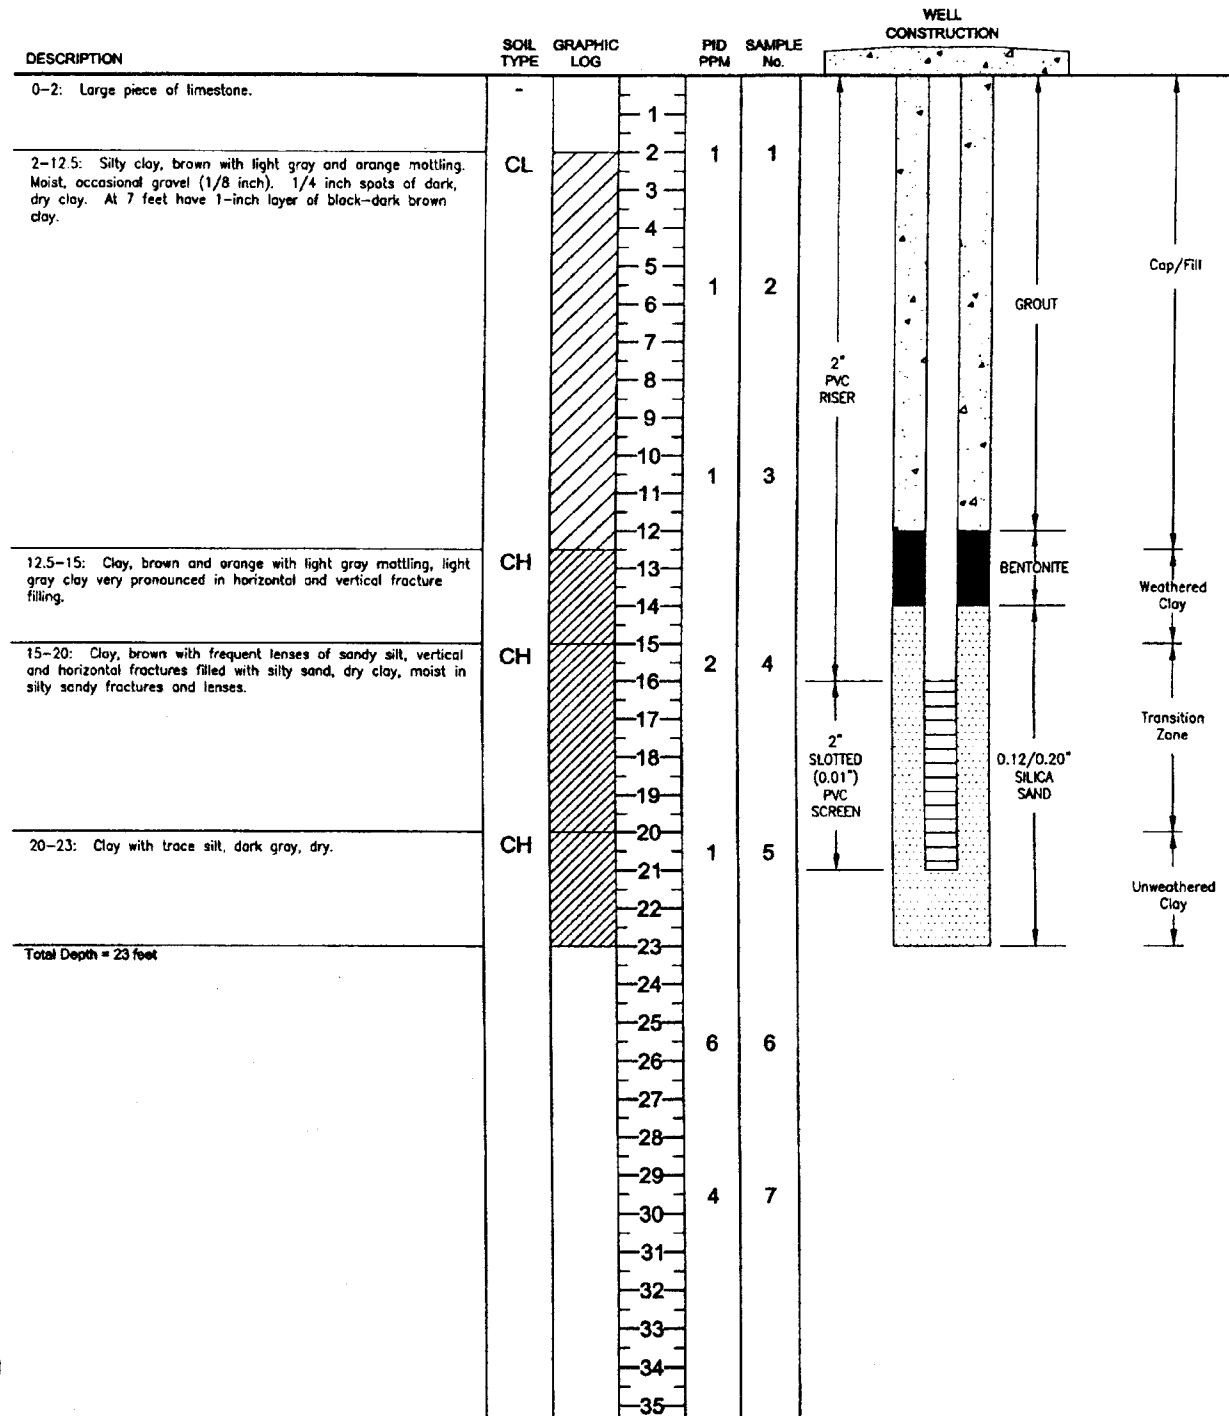 WELL
CONSTRUCTION
DESCRIPTION
SOIL
TYPE
GRAPHIC
LOG
PID
PPM
SAMPLE
No.
0-2: Large piece of limestone.
-
2-12.5: Silty clay, brown with light gray and orange mottling.
Moist, occasional gravel (1/8 inch). 1/4 inch spots of dark,
dry clay. At 7 feet have 1-inch layer of black-dark brown
clay.
CL
12.5-15: Clay, brown and orange with light gray mottling, light
gray clay very pronounced in horizontal and vertical fracture
filling.
CH
15-20: Clay, brown with frequent lenses of sandy silt, vertical
and horizontal fractures filled with silty sand, dry clay, moist in
silty sandy fractures and lenses.
CH
20-23: Clay with trace silt, dark gray, dry.
CH
Total Depth = 23 feet
1
2
3
4
5
6
7
8
9
10
11
12
13
14
15
16
17
18
19
20
21
22
23
24
25
26
27
28
29
30
31
32
33
34
35
1 1
1 2
1 3
2 4
1 5
6 6
4 7
2"
PVC
RISER
2"
SLOTTED
(0.01")
PVC
SCREEN
GROUT
BENTONITE
0.12/0.20"
SILICA
SAND
Cap/Fill
Weathered
Clay
Transition
Zone
Unweathered
Clay